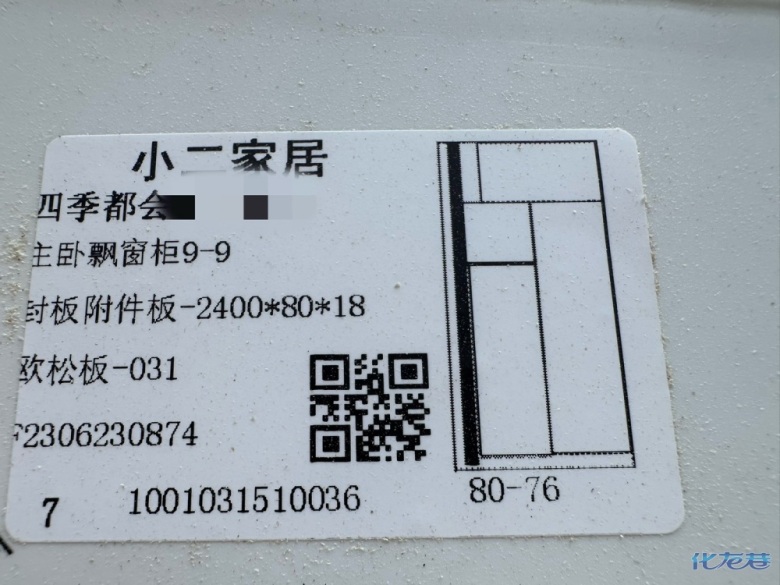 小二家居
四季都会
主卧飘窗柜9-9
封板附件板-2400*80*18
欧松板-031
F2306230874
7 1001031510036
80-76
化龙巷